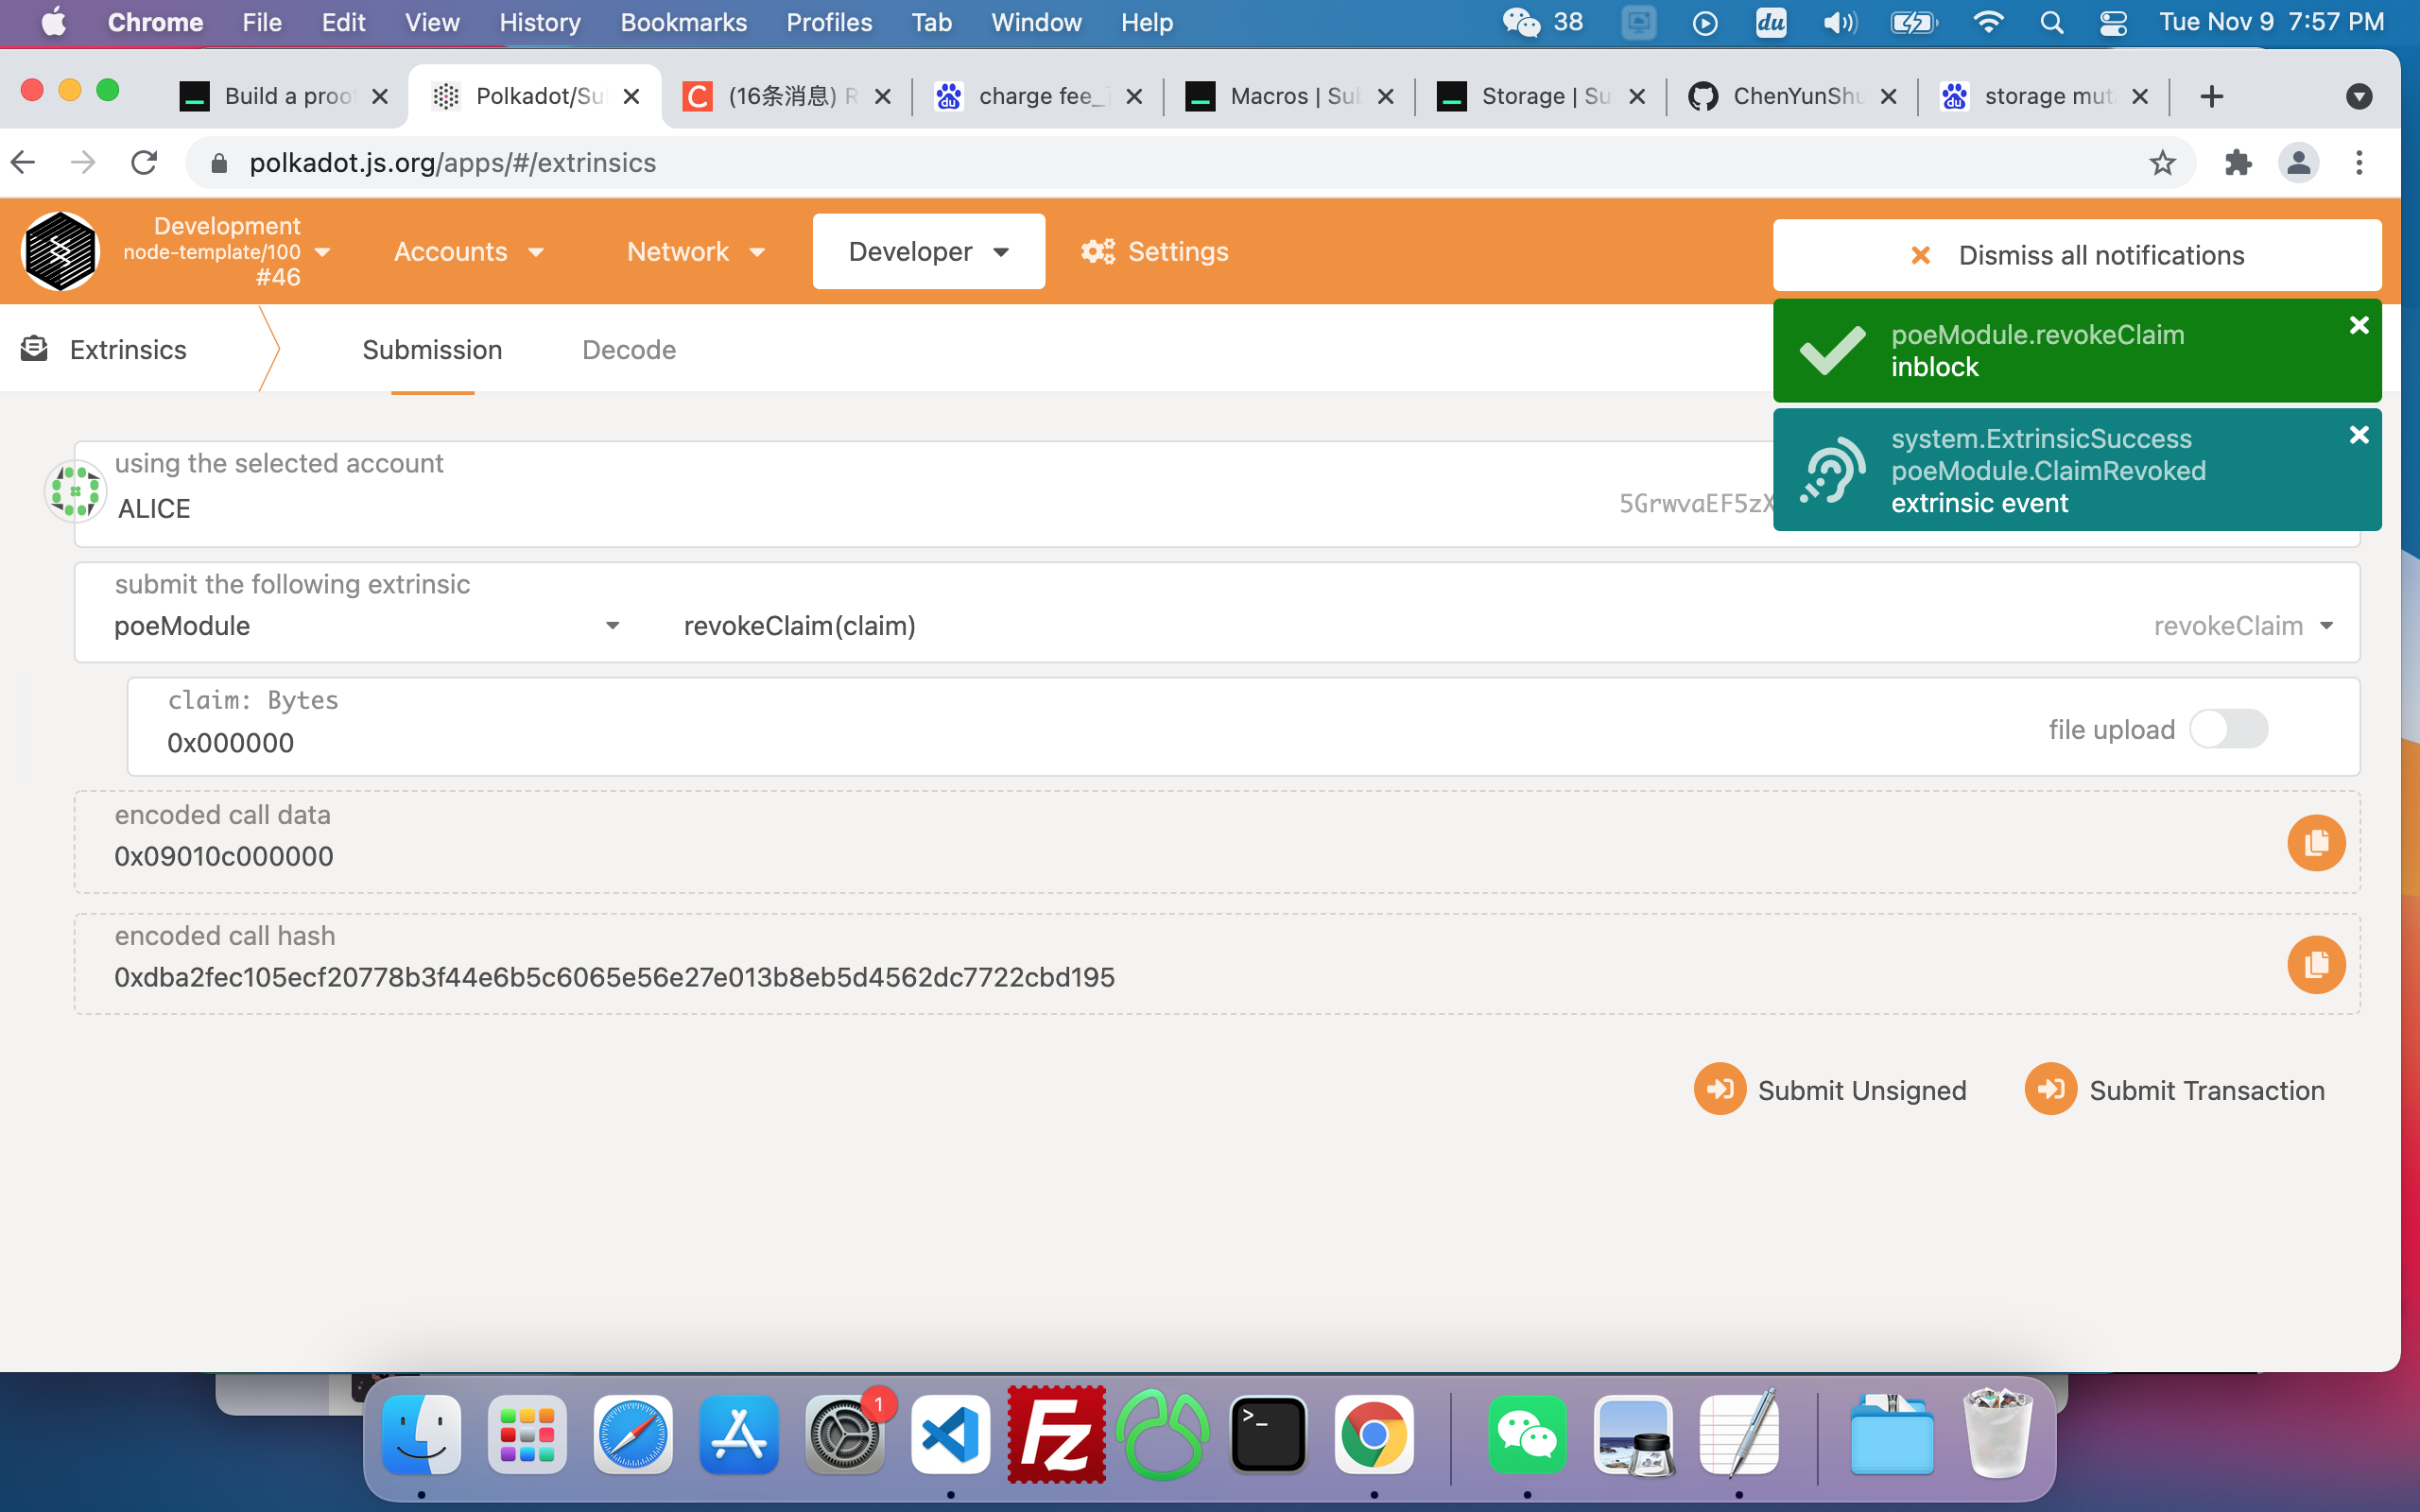 Chrome File Edit View History Bookmarks Profiles Tab Window Help 38 du Tue Nov 9 7:57 PM
Build a proo Polkadot/Su (16条消息) R charge fee_ Macros | Sub Storage | Su ChenYunShu storage mut
polkadot.js.org/apps/#/extrinsics
Development
node-template/100
#46
Accounts
Network
Developer
Settings
Dismiss all notifications
poeModule.revokeClaim
inblock
system.ExtrinsicSuccess
poeModule.ClaimRevoked
extrinsic event
Extrinsics
Submission
Decode
using the selected account
ALICE
5GrwvaEF5zX
submit the following extrinsic
poeModule
revokeClaim(claim)
revokeClaim
claim: Bytes
0x000000
file upload
encoded call data
0x09010c000000
encoded call hash
0xdba2fec105ecf20778b3f44e6b5c6065e56e27e013b8eb5d4562dc7722cbd195
Submit Unsigned
Submit Transaction
1
Fz
>_